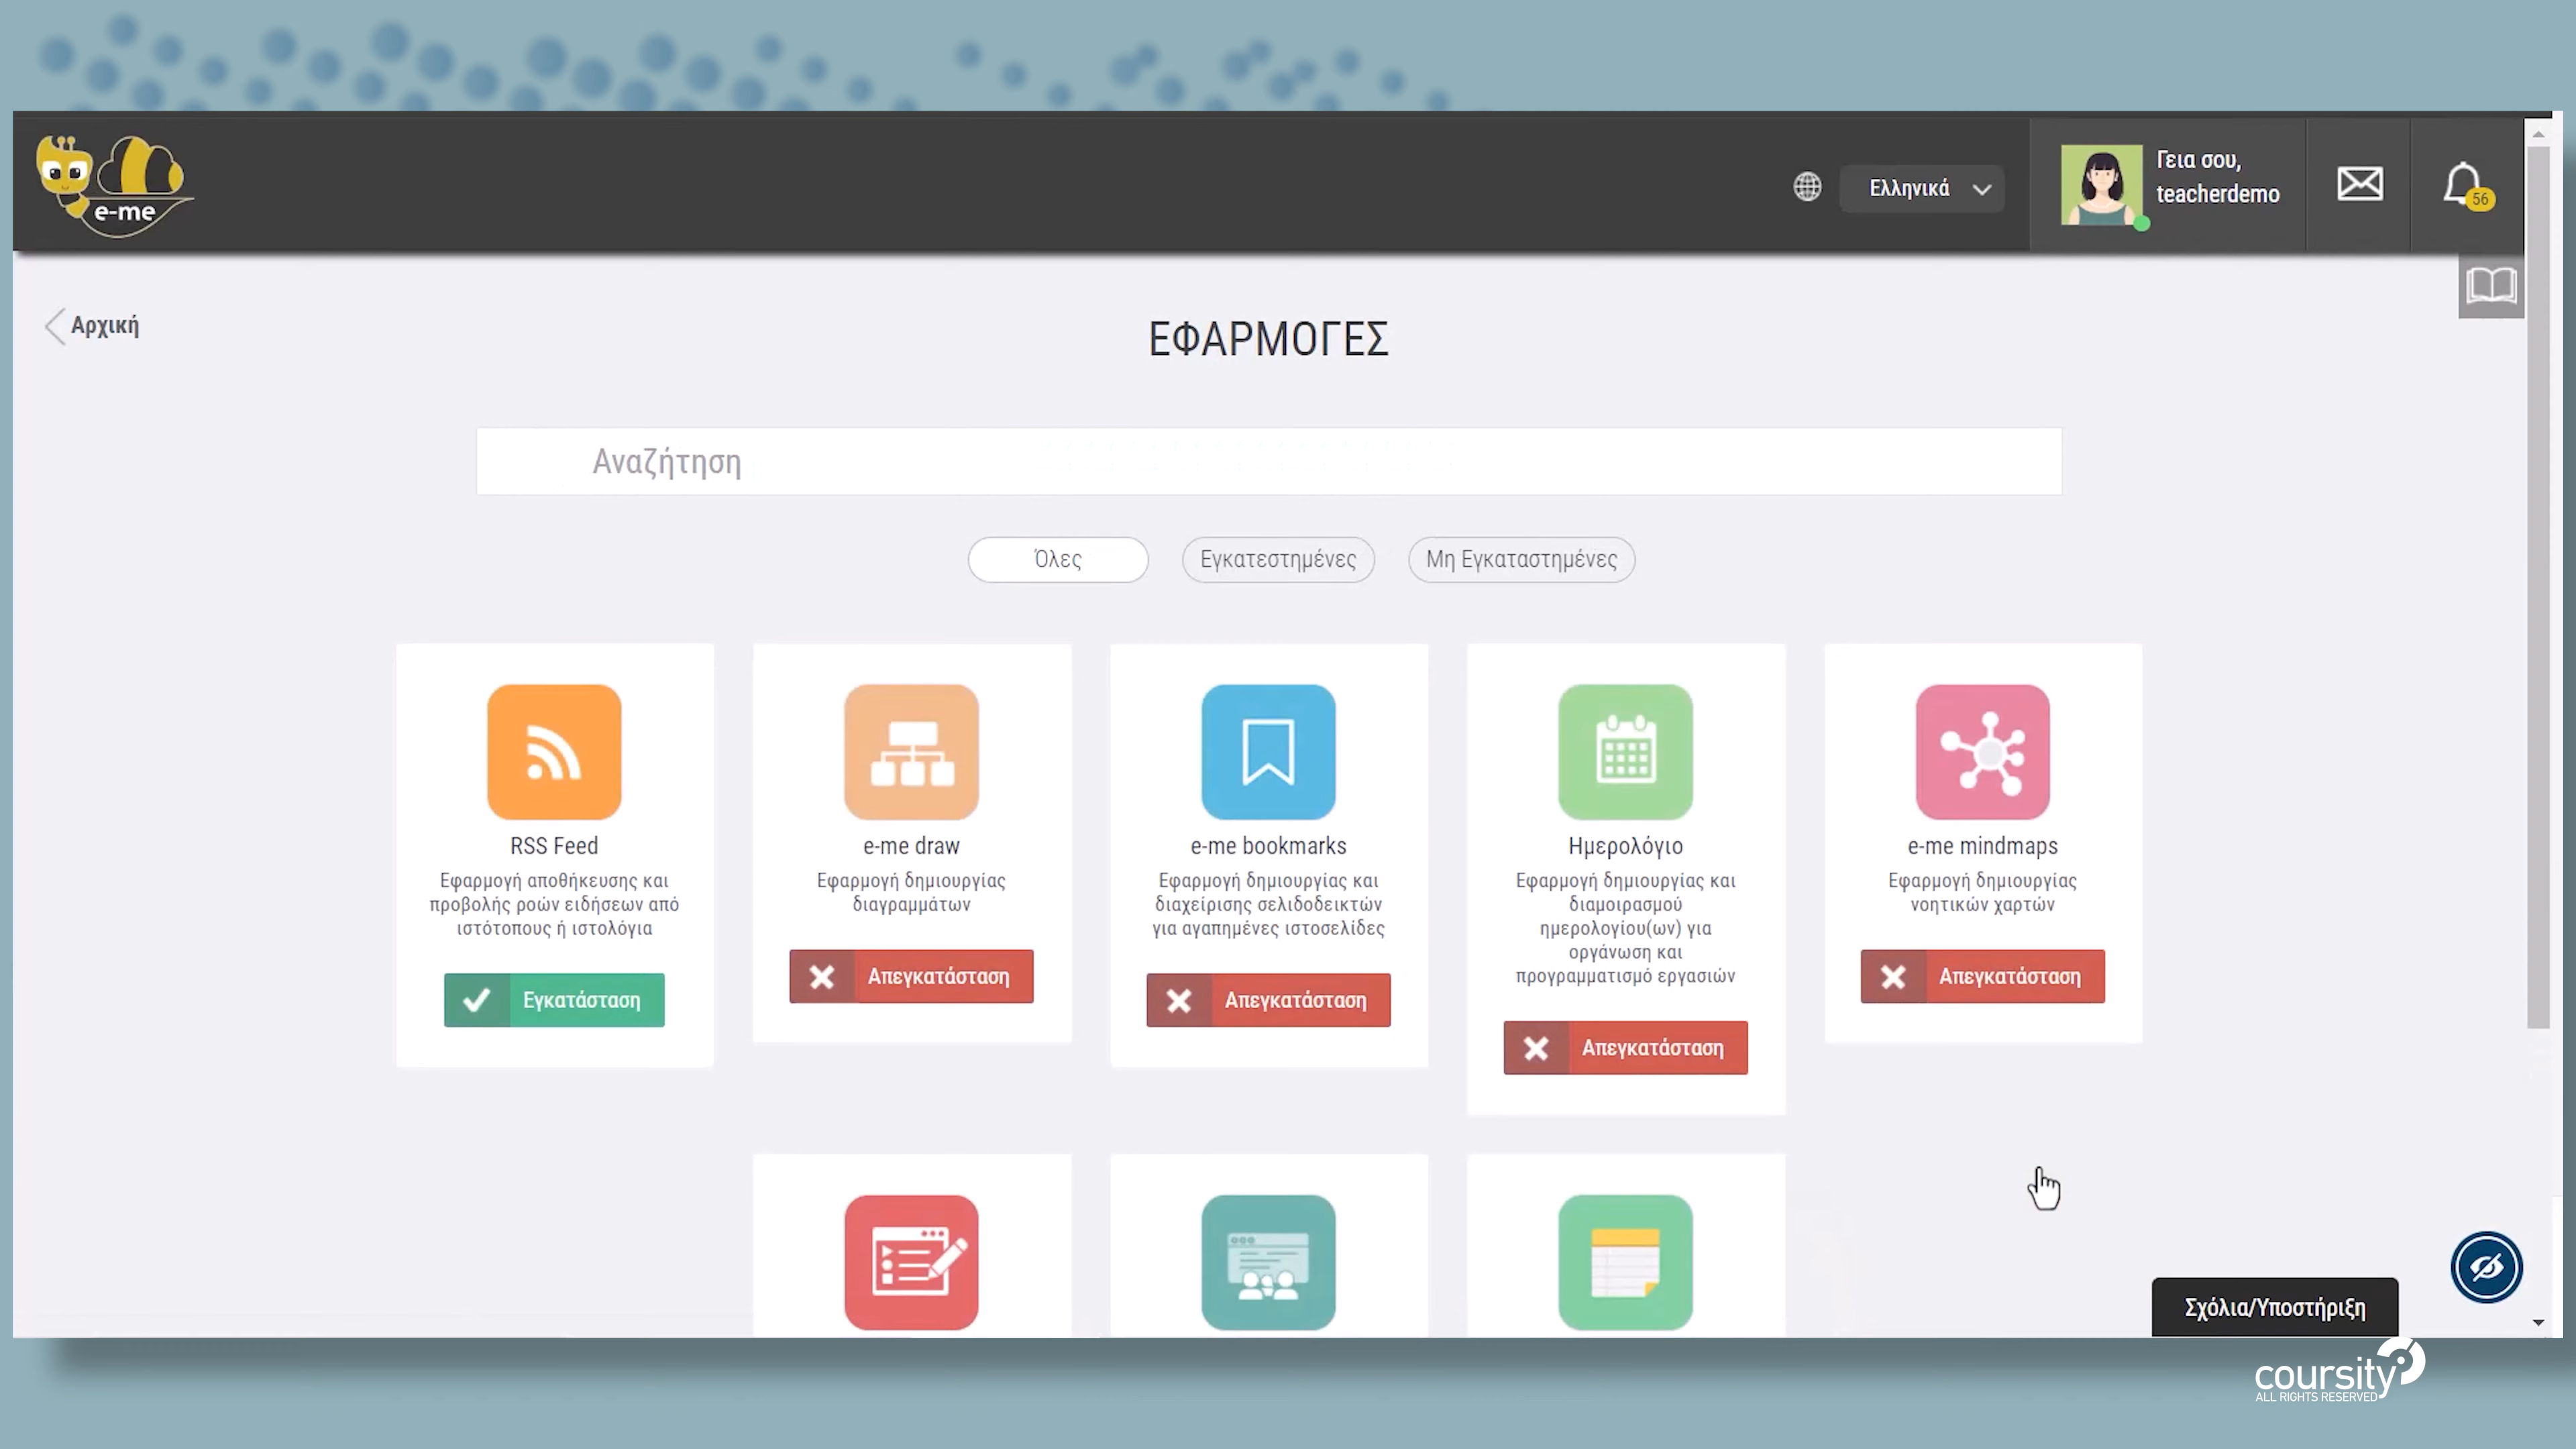 e-me
Ελληνικά
Γεια σου,
teacherdemo
56
Αρχική
ΕΦΑΡΜΟΓΕΣ
Αναζήτηση
Όλες
Εγκατεστημένες
Μη Εγκαταστημένες
RSS Feed
Εφαρμογή αποθήκευσης και
προβολής ροών ειδήσεων από
ιστότοπους ή ιστολόγια
Εγκατάσταση
e-me draw
Εφαρμογή δημιουργίας
διαγραμμάτων
Απεγκατάσταση
e-me bookmarks
Εφαρμογή δημιουργίας και
διαχείρισης σελιδοδεικτών
για αγαπημένες ιστοσελίδες
Απεγκατάσταση
Ημερολόγιο
Εφαρμογή δημιουργίας και
διαμοιρασμού
ημερολογίου(ων) για
οργάνωση και
προγραμματισμό εργασιών
Απεγκατάσταση
e-me mindmaps
Εφαρμογή δημιουργίας
νοητικών χαρτών
Απεγκατάσταση
Σχόλια/Υποστήριξη
coursity
ALL RIGHTS RESERVED